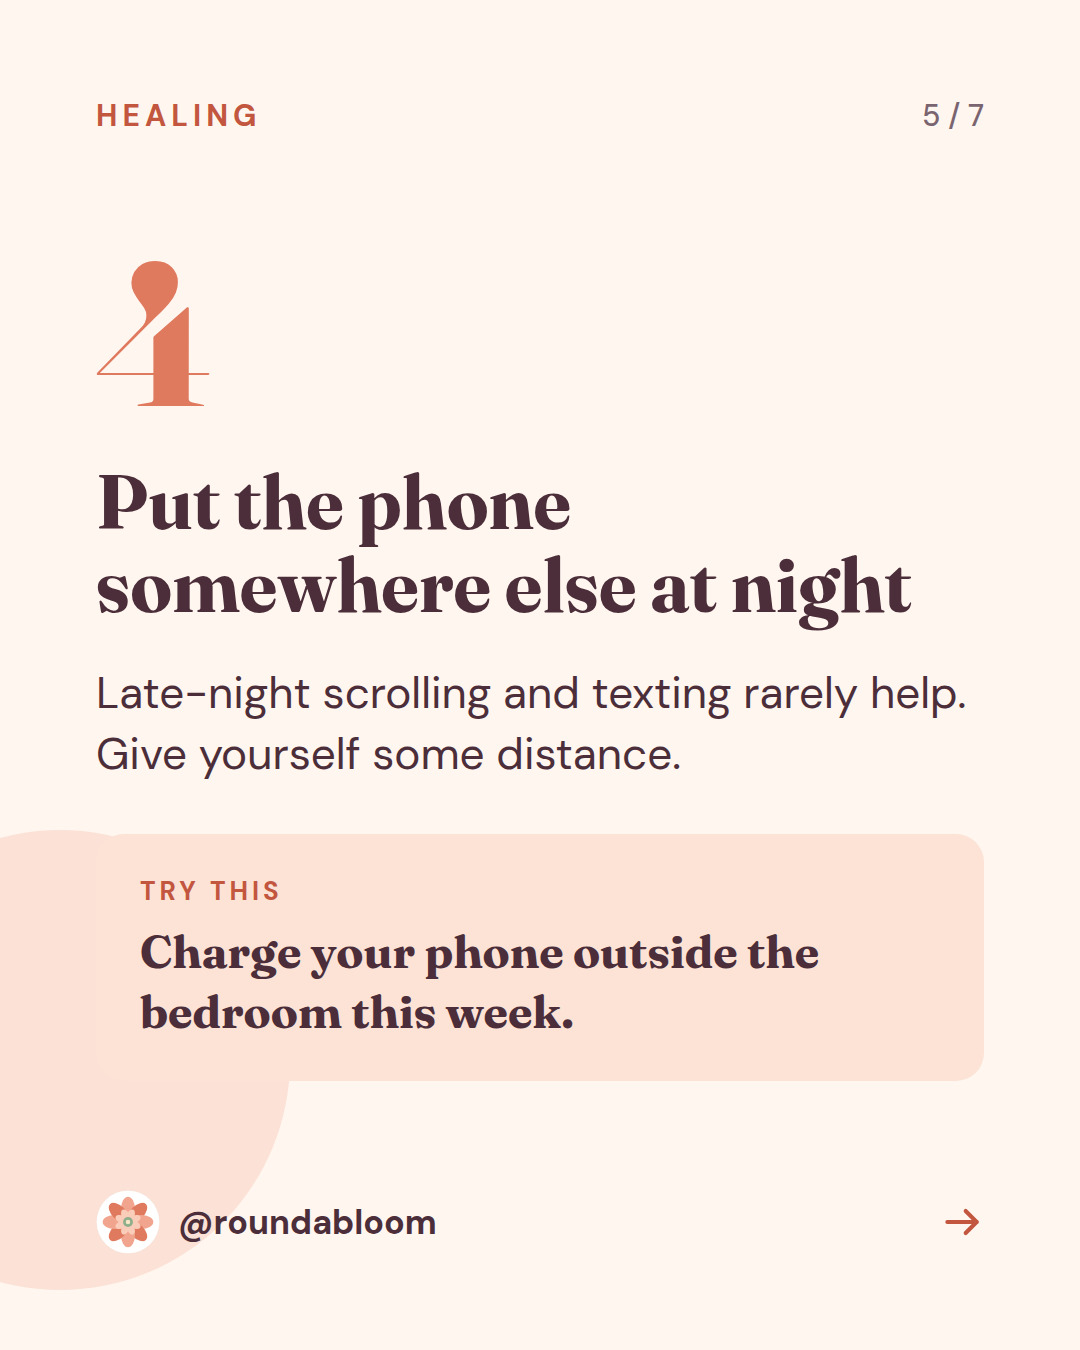 HEALING
5 / 7
4
Put the phone
somewhere else at night
Late-night scrolling and texting rarely help.
Give yourself some distance.
TRY THIS
Charge your phone outside the
bedroom this week.
@roundabloom